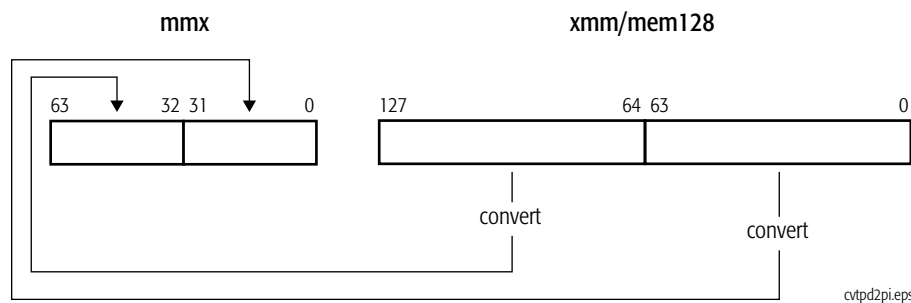 mmx xmm/mem128
63 32 31 0 127 64 63 0
convert
convert
cvtpd2pi.eps